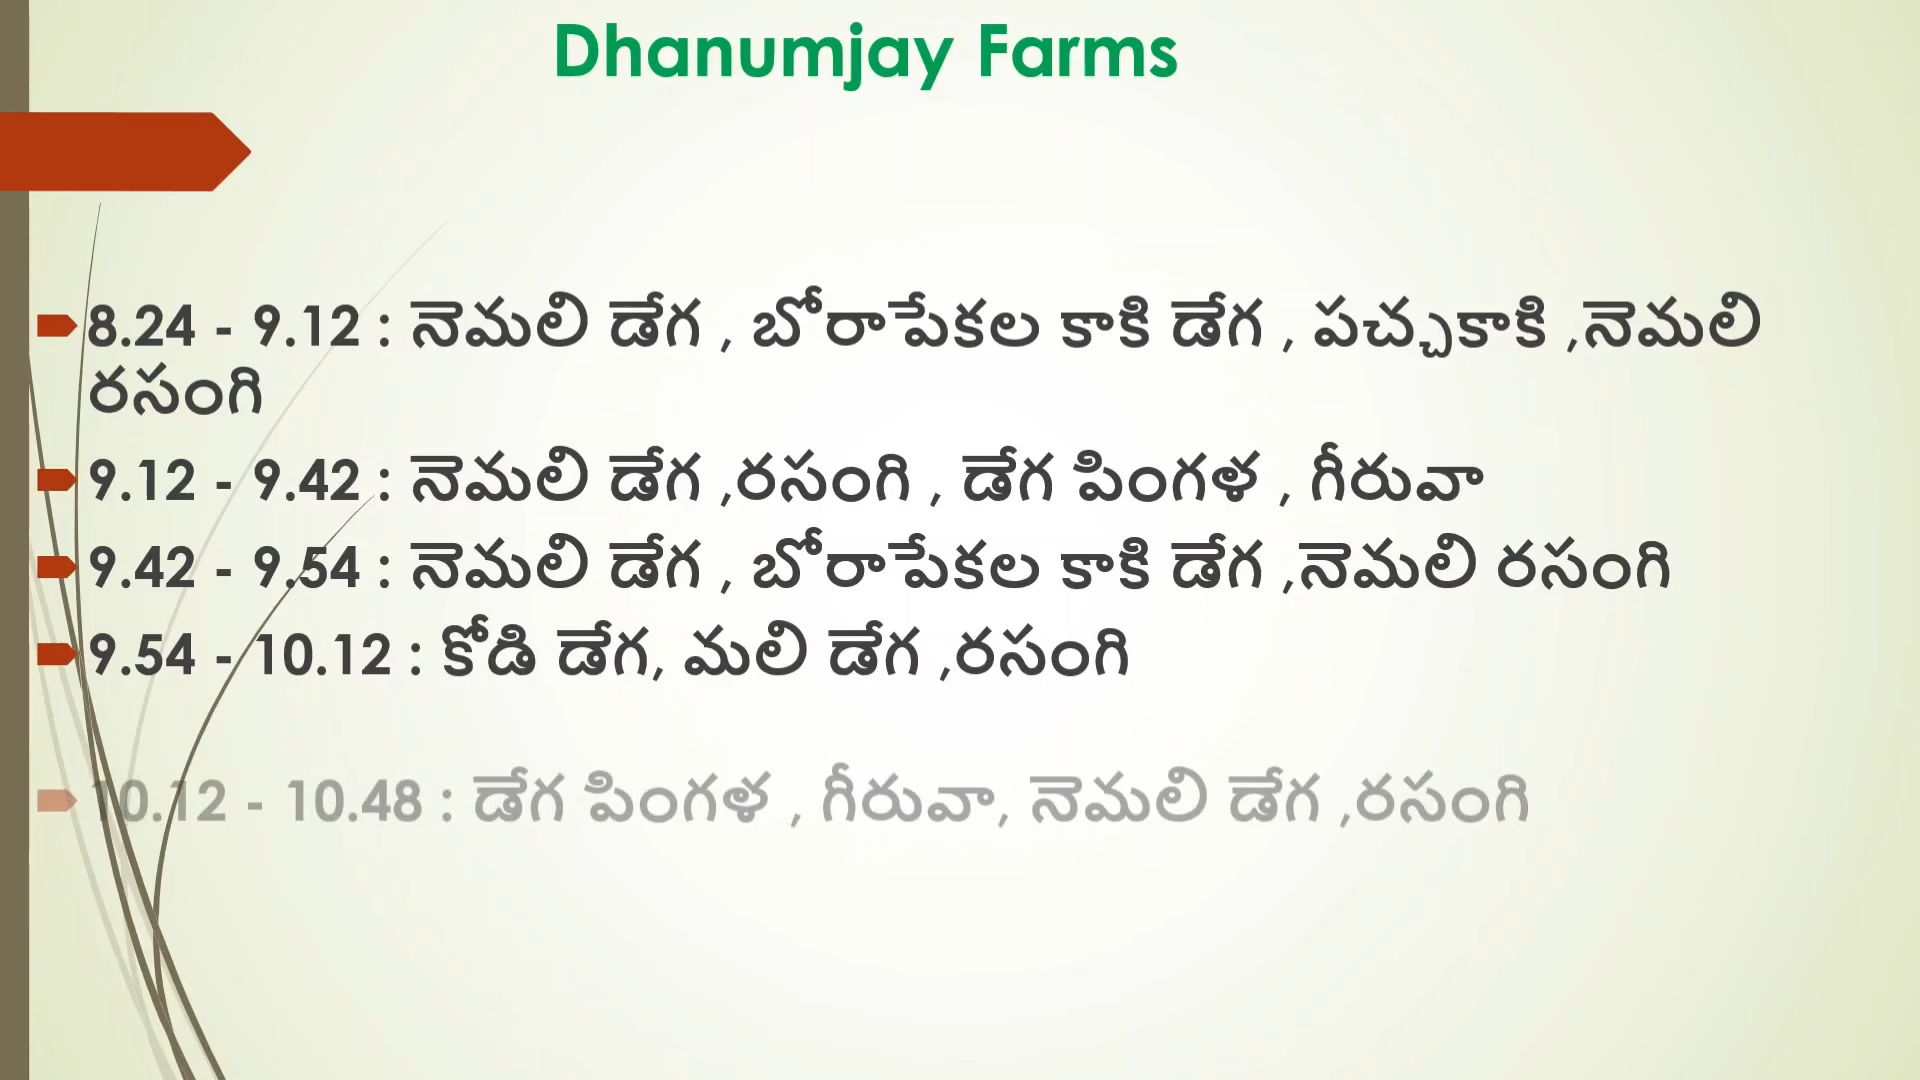 Dhanumjay Farms
8.24 - 9.12 : నెమలి డేగ , బోరాపేకల కాకి డేగ , పచ్చకాకి ,నెమలి
రసంగి
9.12 - 9.42 : నెమలి డేగ ,రసంగి , డేగ పింగళ , గీరువా
9.42 - 9.54 : నెమలి డేగ , బోరాపేకల కాకి డేగ ,నెమలి రసంగి
9.54 - 10.12 : కోడి డేగ, మలి డేగ ,రసంగి
10.12 - 10.48 : డేగ పింగళ , గీరువా, నెమలి డేగ ,రసంగి